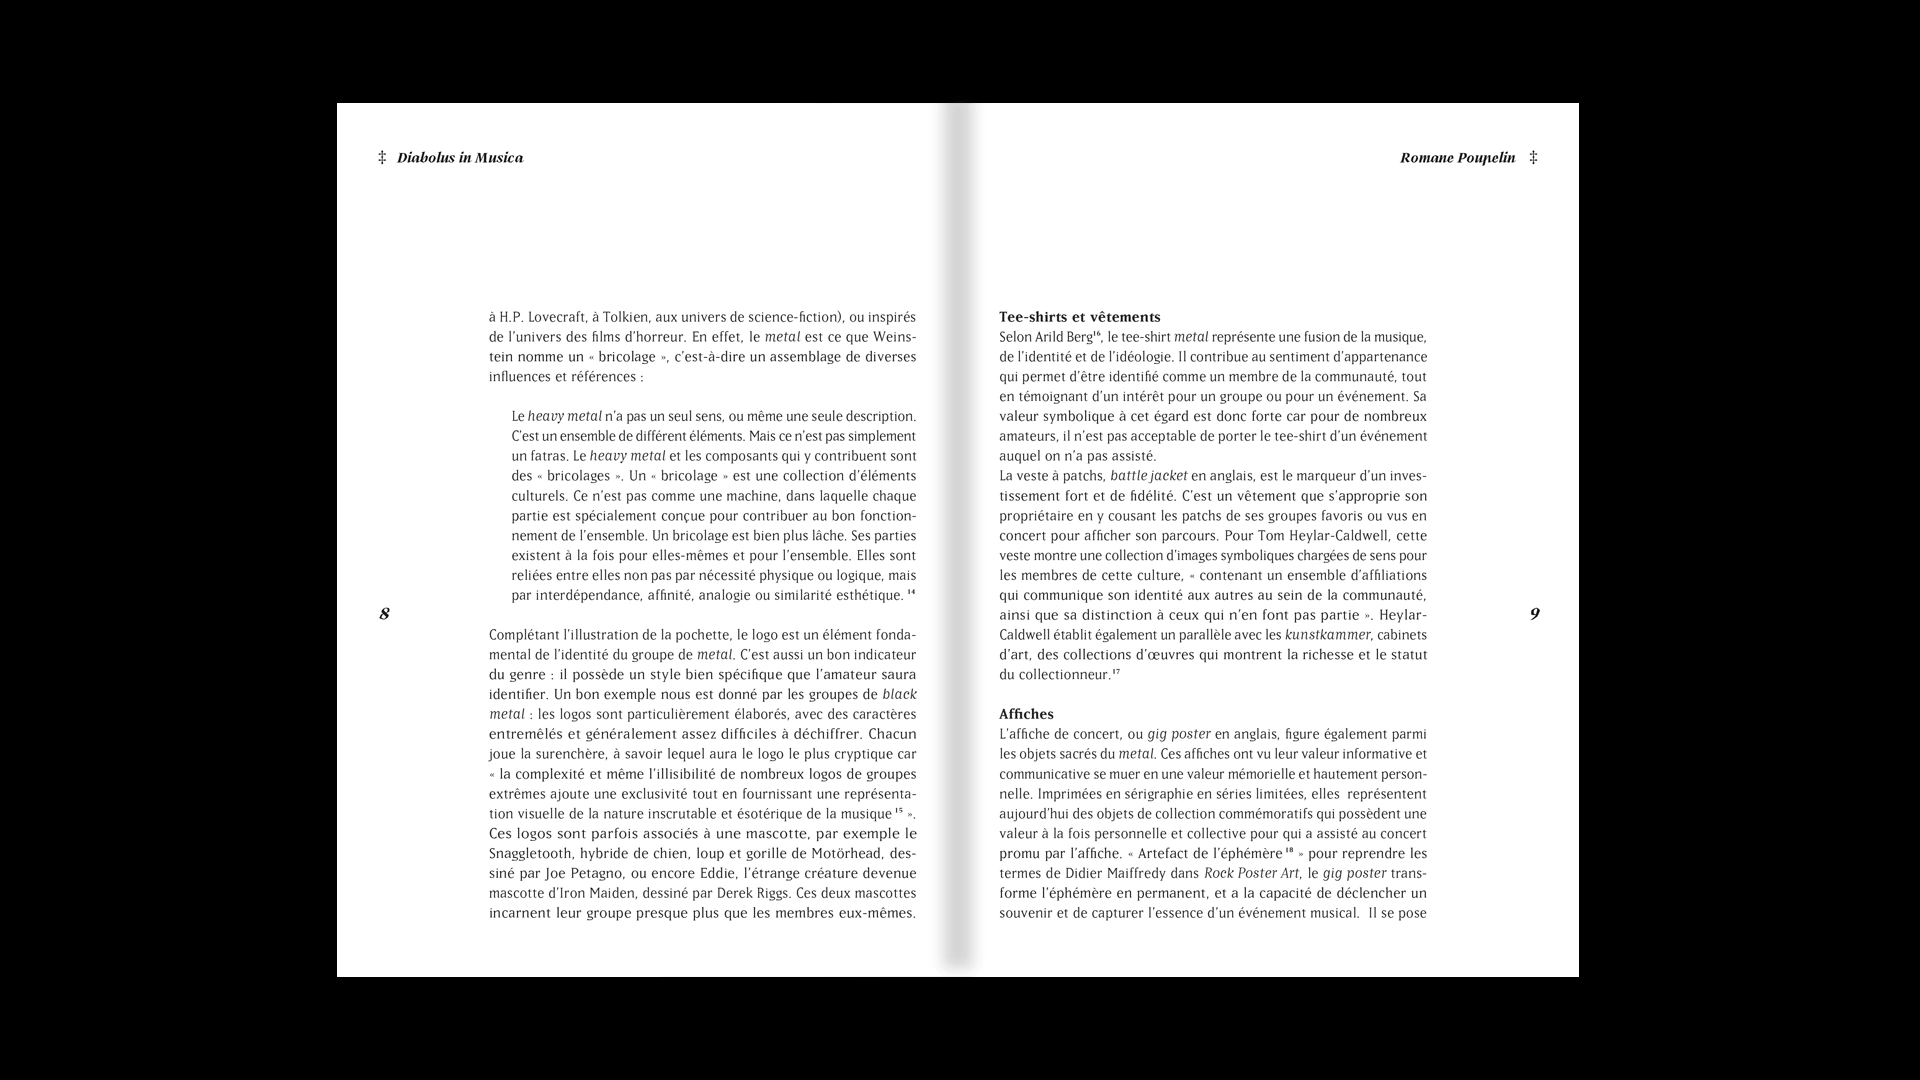 ‡ Diabolus in Musica
à H.P. Lovecraft, à Tolkien, aux univers de science-fiction), ou inspirés
de l’univers des films d’horreur. En effet, le metal est ce que Weins-
tein nomme un « bricolage », c’est-à-dire un assemblage de diverses
influences et références :
Le heavy metal n’a pas un seul sens, ou même une seule description.
C’est un ensemble de différent éléments. Mais ce n’est pas simplement
un fatras. Le heavy metal et les composants qui y contribuent sont
des « bricolages ». Un « bricolage » est une collection d’éléments
culturels. Ce n’est pas comme une machine, dans laquelle chaque
partie est spécialement conçue pour contribuer au bon fonction-
nement de l’ensemble. Un bricolage est bien plus lâche. Ses parties
existent à la fois pour elles-mêmes et pour l’ensemble. Elles sont
reliées entre elles non pas par nécessité physique ou logique, mais
par interdépendance, affinité, analogie ou similarité esthétique. ¹⁴
8
Complétant l’illustration de la pochette, le logo est un élément fonda-
mental de l’identité du groupe de metal. C’est aussi un bon indicateur
du genre : il possède un style bien spécifique que l’amateur saura
identifier. Un bon exemple nous est donné par les groupes de black
metal : les logos sont particulièrement élaborés, avec des caractères
entremêlés et généralement assez difficiles à déchiffrer. Chacun
joue la surenchère, à savoir lequel aura le logo le plus cryptique car
« la complexité et même l’illisibilité de nombreux logos de groupes
extrêmes ajoute une exclusivité tout en fournissant une représenta-
tion visuelle de la nature inscrutable et ésotérique de la musique ¹⁵ ».
Ces logos sont parfois associés à une mascotte, par exemple le
Snaggletooth, hybride de chien, loup et gorille de Motörhead, des-
siné par Joe Petagno, ou encore Eddie, l’étrange créature devenue
mascotte d’Iron Maiden, dessiné par Derek Riggs. Ces deux mascottes
incarnent leur groupe presque plus que les membres eux-mêmes.
Romane Poupelin ‡
Tee-shirts et vêtements
Selon Arild Berg¹⁶, le tee-shirt metal représente une fusion de la musique,
de l’identité et de l’idéologie. Il contribue au sentiment d’appartenance
qui permet d’être identifié comme un membre de la communauté, tout
en témoignant d’un intérêt pour un groupe ou pour un événement. Sa
valeur symbolique à cet égard est donc forte car pour de nombreux
amateurs, il n’est pas acceptable de porter le tee-shirt d’un événement
auquel on n’a pas assisté.
La veste à patchs, battle jacket en anglais, est le marqueur d’un inves-
tissement fort et de fidélité. C’est un vêtement que s’approprie son
propriétaire en y cousant les patchs de ses groupes favoris ou vus en
concert pour afficher son parcours. Pour Tom Heylar-Caldwell, cette
veste montre une collection d’images symboliques chargées de sens pour
les membres de cette culture, « contenant un ensemble d’affiliations
qui communique son identité aux autres au sein de la communauté,
ainsi que sa distinction à ceux qui n’en font pas partie ». Heylar-
Caldwell établit également un parallèle avec les kunstkammer, cabinets
d’art, des collections d’œuvres qui montrent la richesse et le statut
du collectionneur.¹⁷
9
Affiches
L’affiche de concert, ou gig poster en anglais, figure également parmi
les objets sacrés du metal. Ces affiches ont vu leur valeur informative et
communicative se muer en une valeur mémorielle et hautement person-
nelle. Imprimées en sérigraphie en séries limitées, elles représentent
aujourd’hui des objets de collection commémoratifs qui possèdent une
valeur à la fois personnelle et collective pour qui a assisté au concert
promu par l’affiche. « Artefact de l’éphémère ¹⁸ » pour reprendre les
termes de Didier Maiffredy dans Rock Poster Art, le gig poster trans-
forme l’éphémère en permanent, et a la capacité de déclencher un
souvenir et de capturer l’essence d’un événement musical. Il se pose